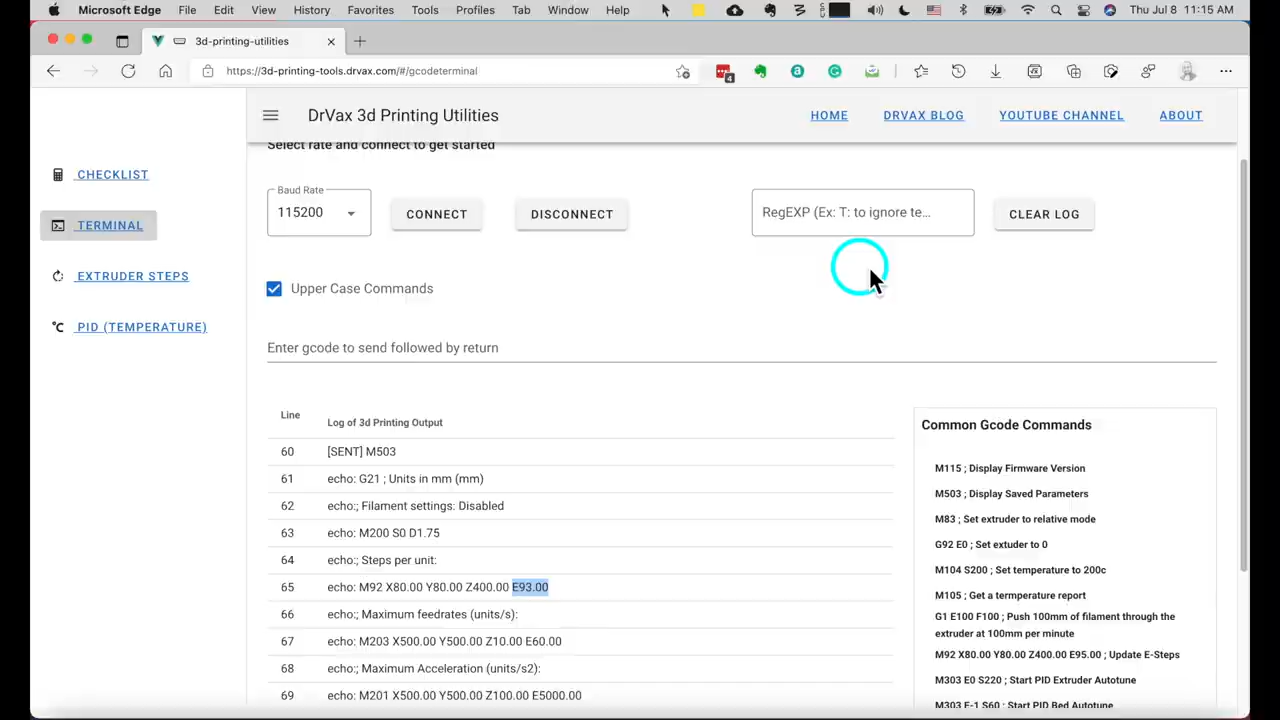 Microsoft Edge File Edit View History Favorites Tools Profiles Tab Window Help Thu Jul 8 11:15 AM
3d-printing-utilities
https://3d-printing-tools.drvax.com/#/gcodeterminal
4
DrVax 3d Printing Utilities
HOME DRVAX BLOG YOUTUBE CHANNEL ABOUT
Select rate and connect to get started
CHECKLIST
TERMINAL
EXTRUDER STEPS
°C PID (TEMPERATURE)
Baud Rate
115200
CONNECT
DISCONNECT
RegEXP (Ex: T: to ignore te...
CLEAR LOG
Upper Case Commands
Enter gcode to send followed by return
Line Log of 3d Printing Output
60 [SENT] M503
61 echo: G21 ; Units in mm (mm)
62 echo:; Filament settings: Disabled
63 echo: M200 S0 D1.75
64 echo:; Steps per unit:
65 echo: M92 X80.00 Y80.00 Z400.00 E93.00
66 echo:; Maximum feedrates (units/s):
67 echo: M203 X500.00 Y500.00 Z10.00 E60.00
68 echo:; Maximum Acceleration (units/s2):
69 echo: M201 X500.00 Y500.00 Z100.00 E5000.00
Common Gcode Commands
M115 ; Display Firmware Version
M503 ; Display Saved Parameters
M83 ; Set extruder to relative mode
G92 E0 ; Set extuder to 0
M104 S200 ; Set temperature to 200c
M105 ; Get a termperature report
G1 E100 F100 ; Push 100mm of filament through the
extruder at 100mm per minute
M92 X80.00 Y80.00 Z400.00 E95.00 ; Update E-Steps
M303 E0 S220 ; Start PID Extruder Autotune
M303 E-1 S60 ; Start PID Bed Autotune